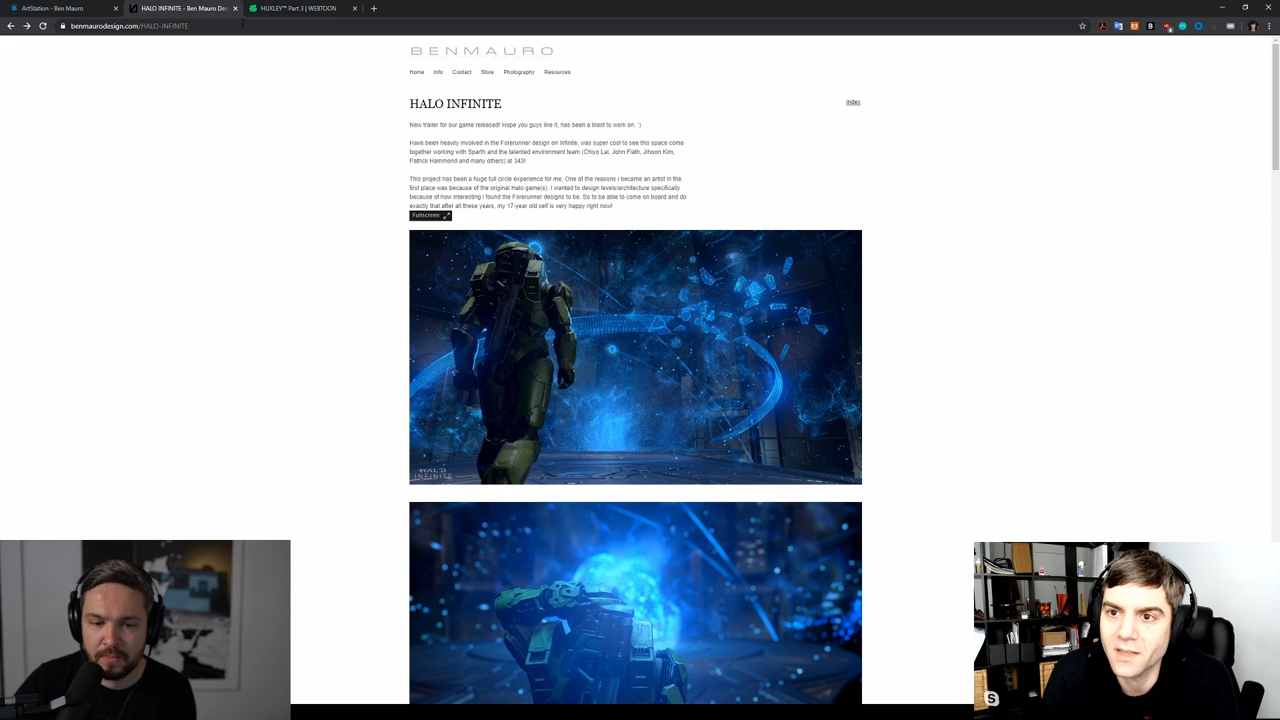 ArtStation - Ben Mauro
HALO INFINITE - Ben Mauro Des
HUXLEY™ Part 3 | WEBTOON
benmaurodesign.com/HALO-INFINITE
BENMAURO
Home Info Contact Store Photography Resources
HALO INFINITE
index
New trailer for our game released! Hope you guys like it, has been a blast to work on. :)
Have been heavily involved in the Forerunner design on Infinite, was super cool to see this space come
together working with Sparth and the talented environment team (Chiyo Lai, John Flath, Jihoon Kim,
Patrick Hammond and many others) at 343!
This project has been a huge full circle experience for me. One of the reasons i became an artist in the
first place was because of the original Halo game(s). I wanted to design levels/architecture specifically
because of how interesting i found the Forerunner designs to be. So to be able to come on board and do
exactly that after all these years, my 17-year old self is very happy right now!
Fullscreen
HALO
INFINITE
S